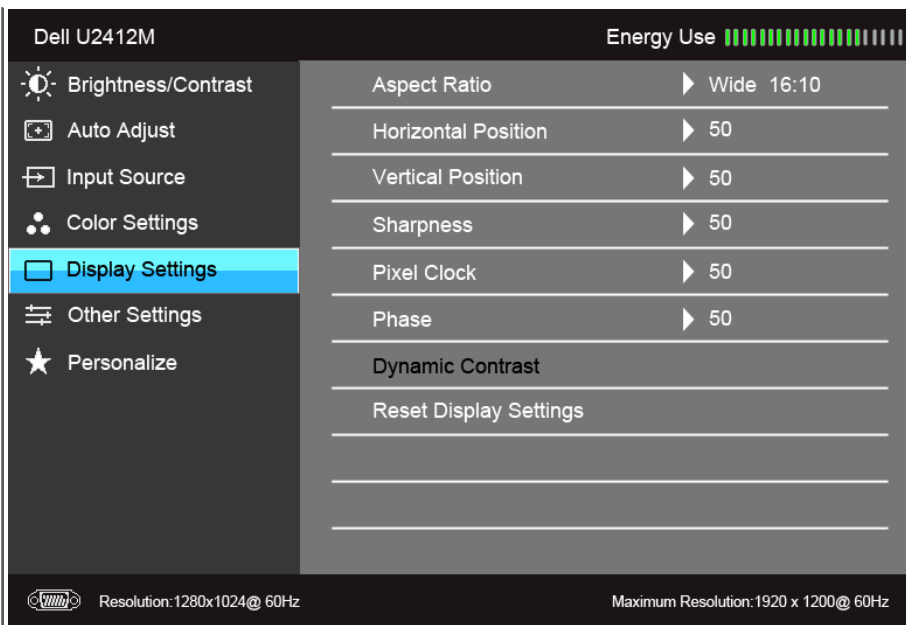 Dell U2412M
Energy Use
Brightness/Contrast
Auto Adjust
Input Source
Color Settings
Display Settings
Other Settings
Personalize
Aspect Ratio Wide 16:10
Horizontal Position 50
Vertical Position 50
Sharpness 50
Pixel Clock 50
Phase 50
Dynamic Contrast
Reset Display Settings
Resolution:1280x1024@ 60Hz
Maximum Resolution:1920 x 1200@ 60Hz